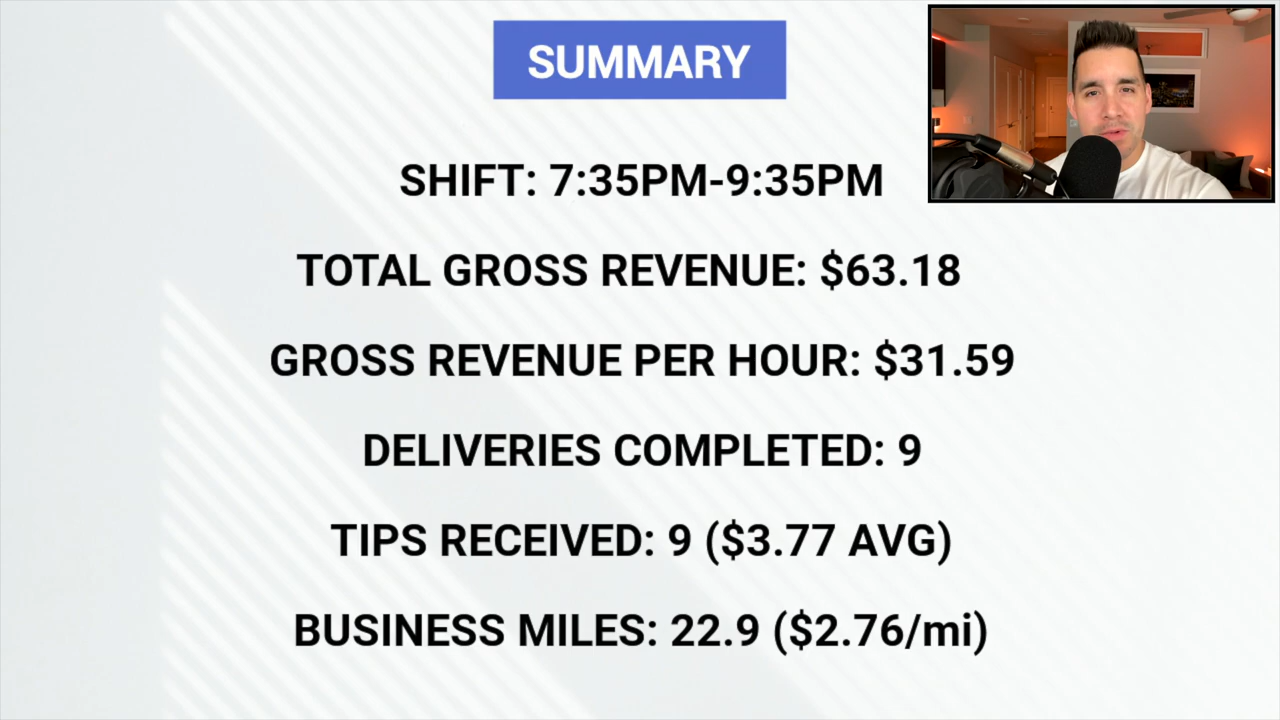 SUMMARY
SHIFT: 7:35PM-9:35PM
TOTAL GROSS REVENUE: $63.18
GROSS REVENUE PER HOUR: $31.59
DELIVERIES COMPLETED: 9
TIPS RECEIVED: 9 ($3.77 AVG)
BUSINESS MILES: 22.9 ($2.76/mi)